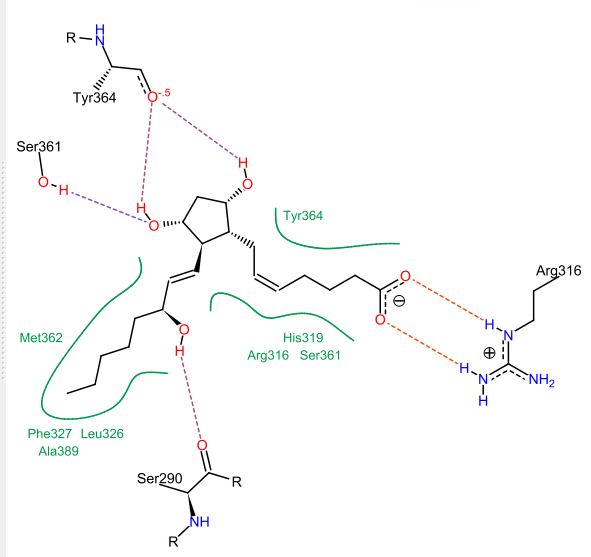 R
H
N
Tyr364
O-.5
Ser361
O H
H
O
H
O
Tyr364
O
⊖
O
Arg316
H
N
H
⊕
N
NH2
H
Met362
O
H
His319
Arg316 Ser361
Phe327 Leu326
Ala389
O
Ser290
R
NH
R